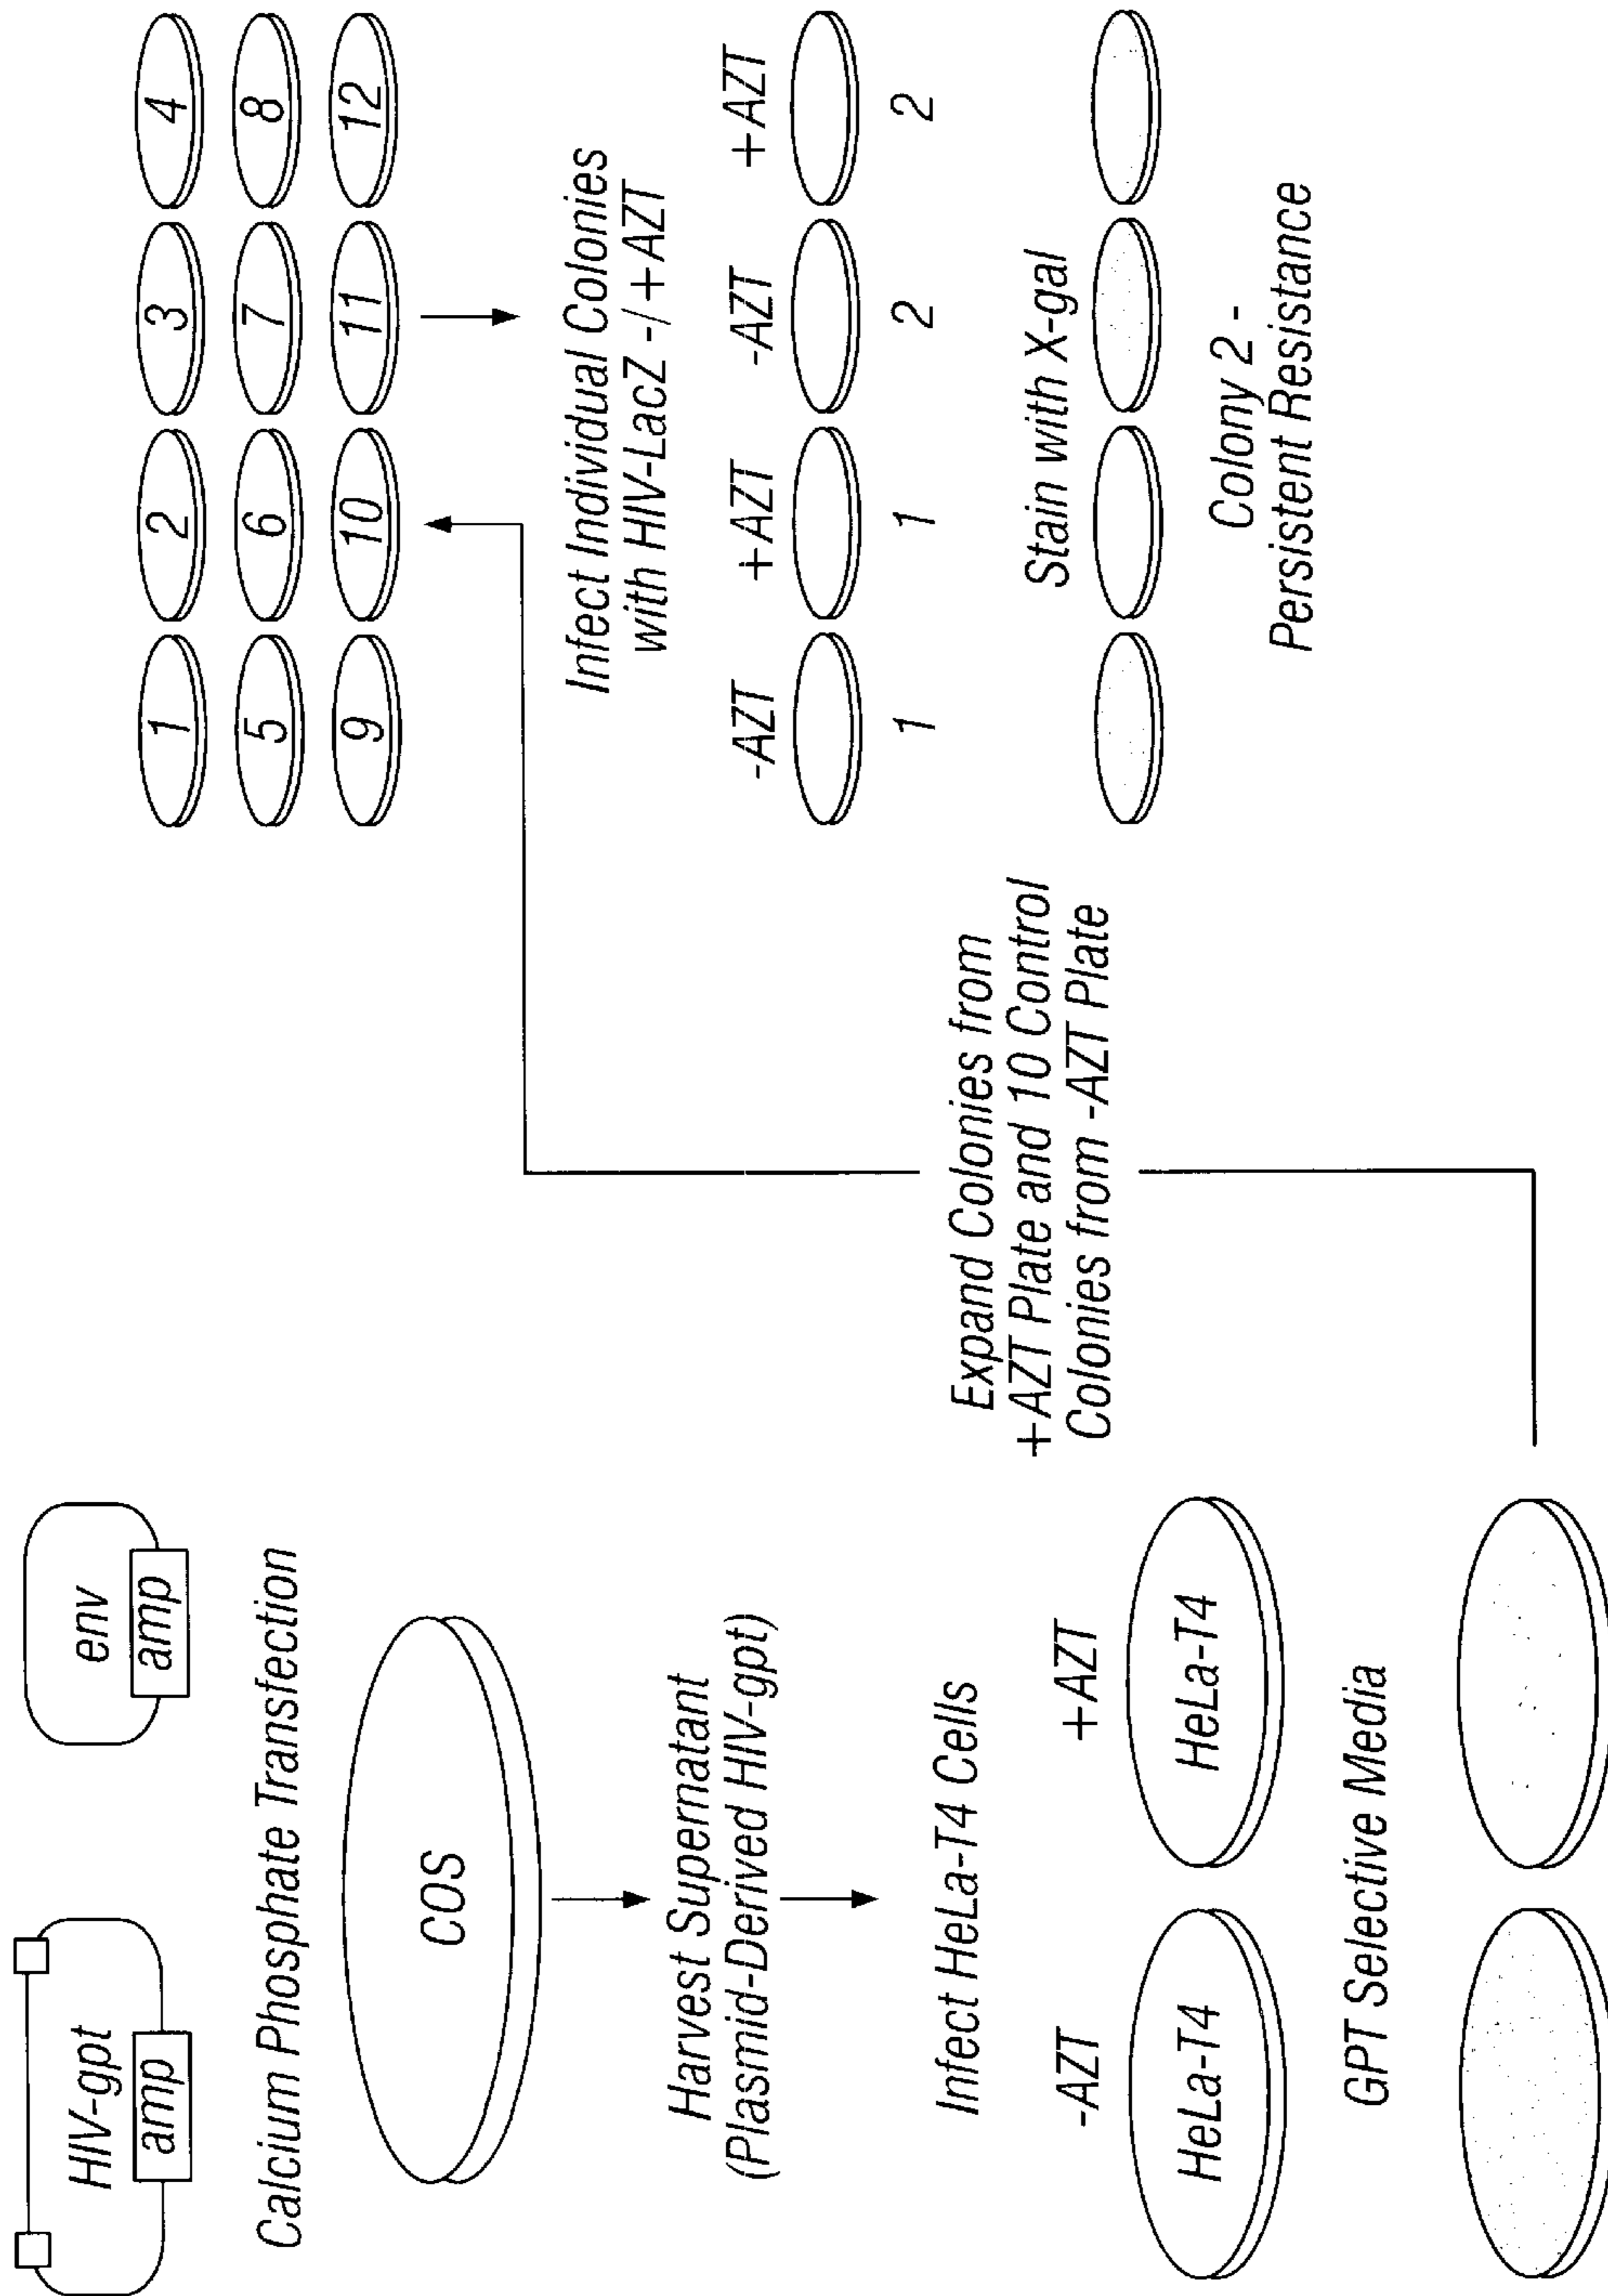 HIV-gpt
amp
env
amp
Calcium Phosphate Transfection
COS
Harvest Supernatant
(Plasmid-Derived HIV-gpt)
Infect HeLa-T4 Cells
-AZT
+AZT
HeLa-T4
HeLa-T4
GPT Selective Media
Expand Colonies from
+AZT Plate and 10 Control
Colonies from -AZT Plate
1
2
3
4
5
6
7
8
9
10
11
12
Infect Individual Colonies
with HIV-LacZ -/+AZT
-AZT
+AZT
-AZT
+AZT
1
1
2
2
Stain with X-gal
Colony 2 -
Persistent Resistance